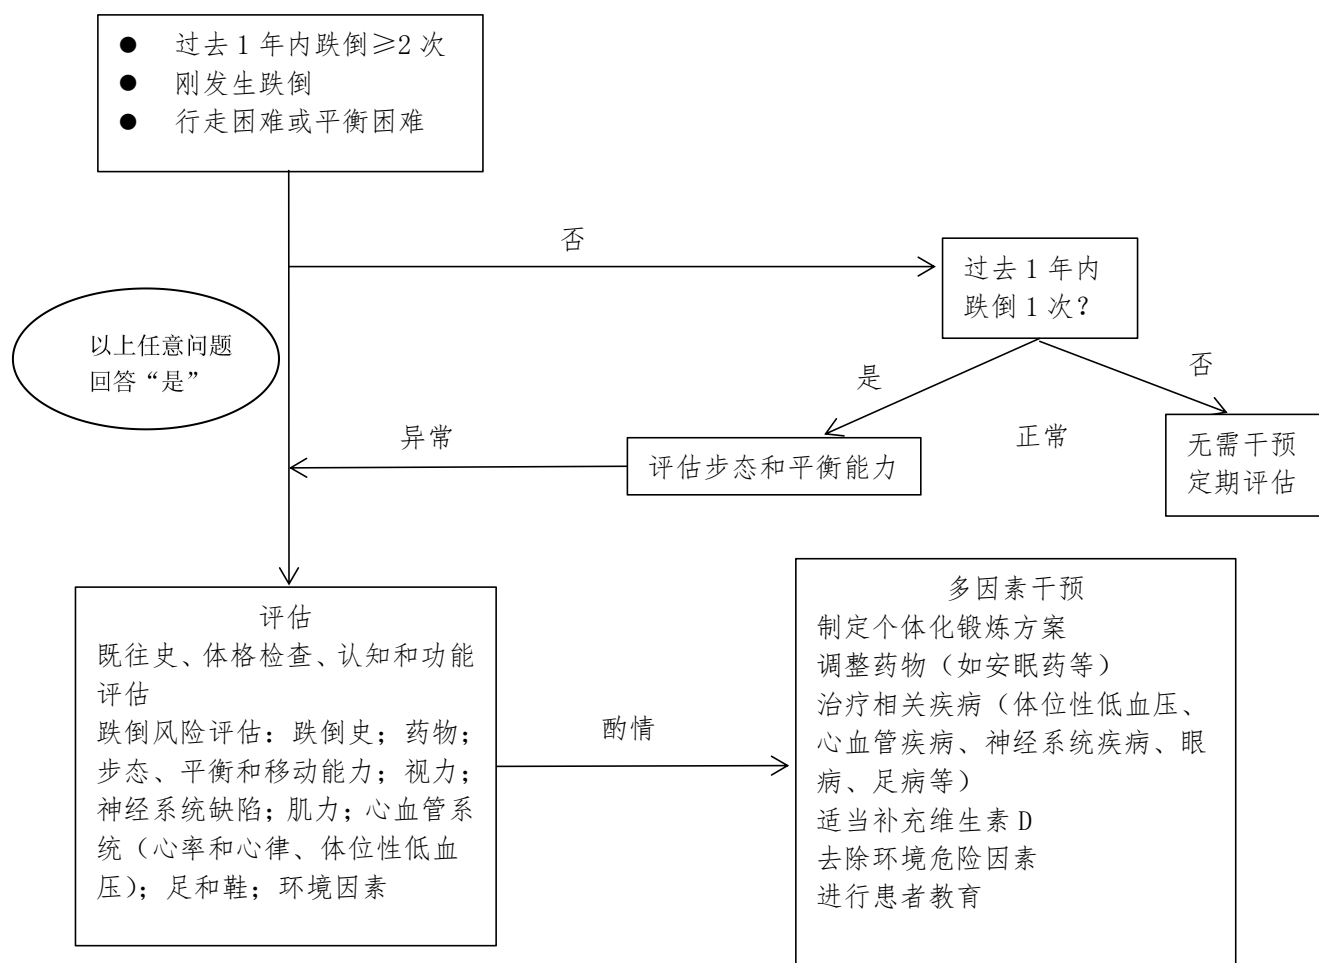 ● 过去 1 年内跌倒≥2 次
● 刚发生跌倒
● 行走困难或平衡困难
否
过去 1 年内
跌倒 1 次？
以上任意问题
回答“是”
是
否
异常
正常
评估步态和平衡能力
无需干预
定期评估
评估
既往史、体格检查、认知和功能
评估
跌倒风险评估：跌倒史；药物；
步态、平衡和移动能力；视力；
神经系统缺陷；肌力；心血管系
统（心率和心律、体位性低血
压）；足和鞋；环境因素
酌情
多因素干预
制定个体化锻炼方案
调整药物（如安眠药等）
治疗相关疾病（体位性低血压、
心血管疾病、神经系统疾病、眼
病、足病等）
适当补充维生素 D
去除环境危险因素
进行患者教育